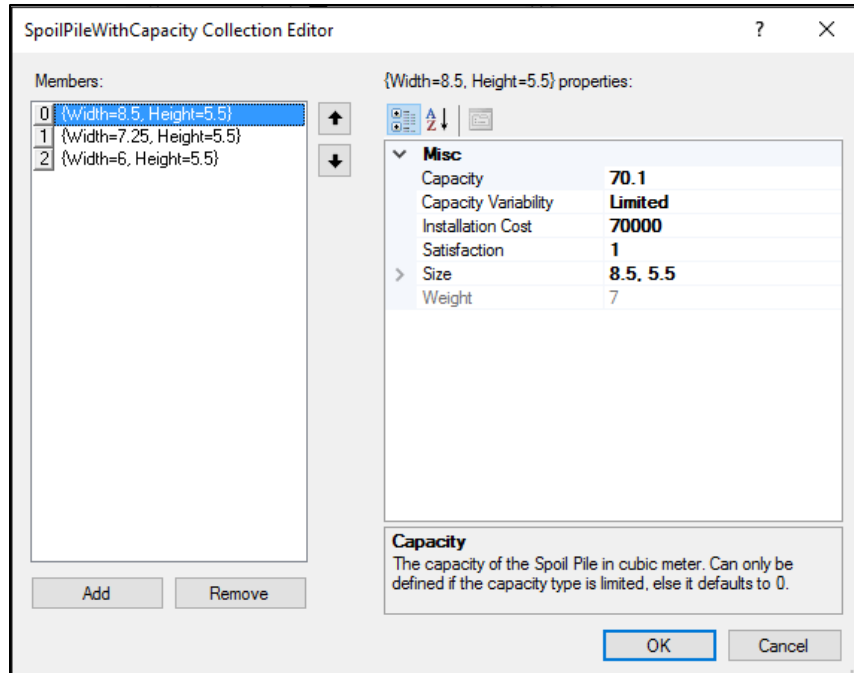 SpoilPileWithCapacity Collection Editor
?
Members:
0 {Width=8.5, Height=5.5}
1 {Width=7.25, Height=5.5}
2 {Width=6, Height=5.5}
Add
Remove
{Width=8.5, Height=5.5} properties:
Misc
Capacity 70.1
Capacity Variability Limited
Installation Cost 70000
Satisfaction 1
Size 8.5, 5.5
Weight 7
Capacity
The capacity of the Spoil Pile in cubic meter. Can only be
defined if the capacity type is limited, else it defaults to 0.
OK
Cancel